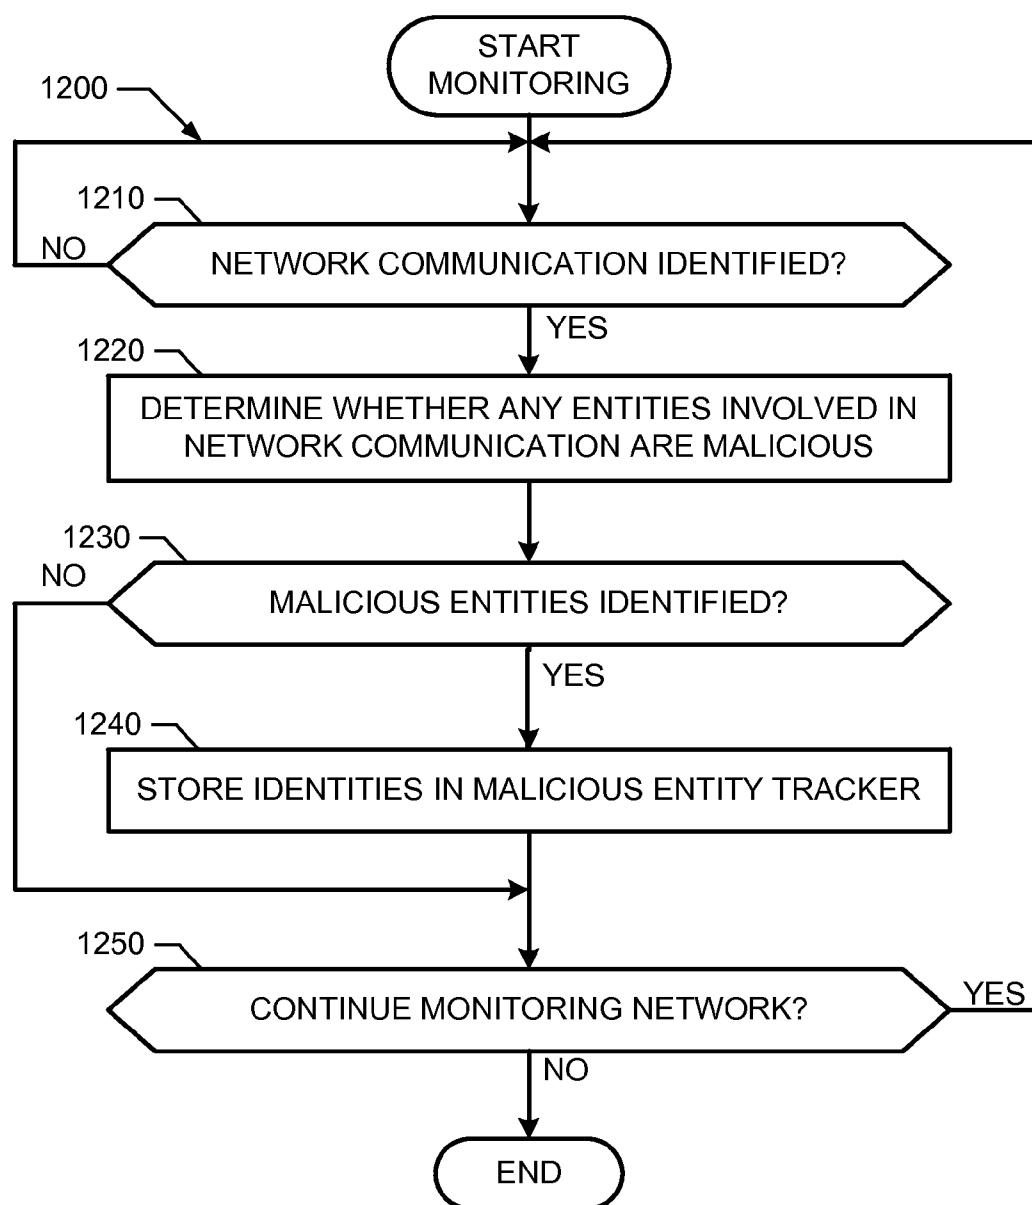 START
MONITORING
1200
1210
NO
NETWORK COMMUNICATION IDENTIFIED?
YES
1220
DETERMINE WHETHER ANY ENTITIES INVOLVED IN
NETWORK COMMUNICATION ARE MALICIOUS
1230
NO
MALICIOUS ENTITIES IDENTIFIED?
YES
1240
STORE IDENTITIES IN MALICIOUS ENTITY TRACKER
1250
CONTINUE MONITORING NETWORK?
YES
NO
END